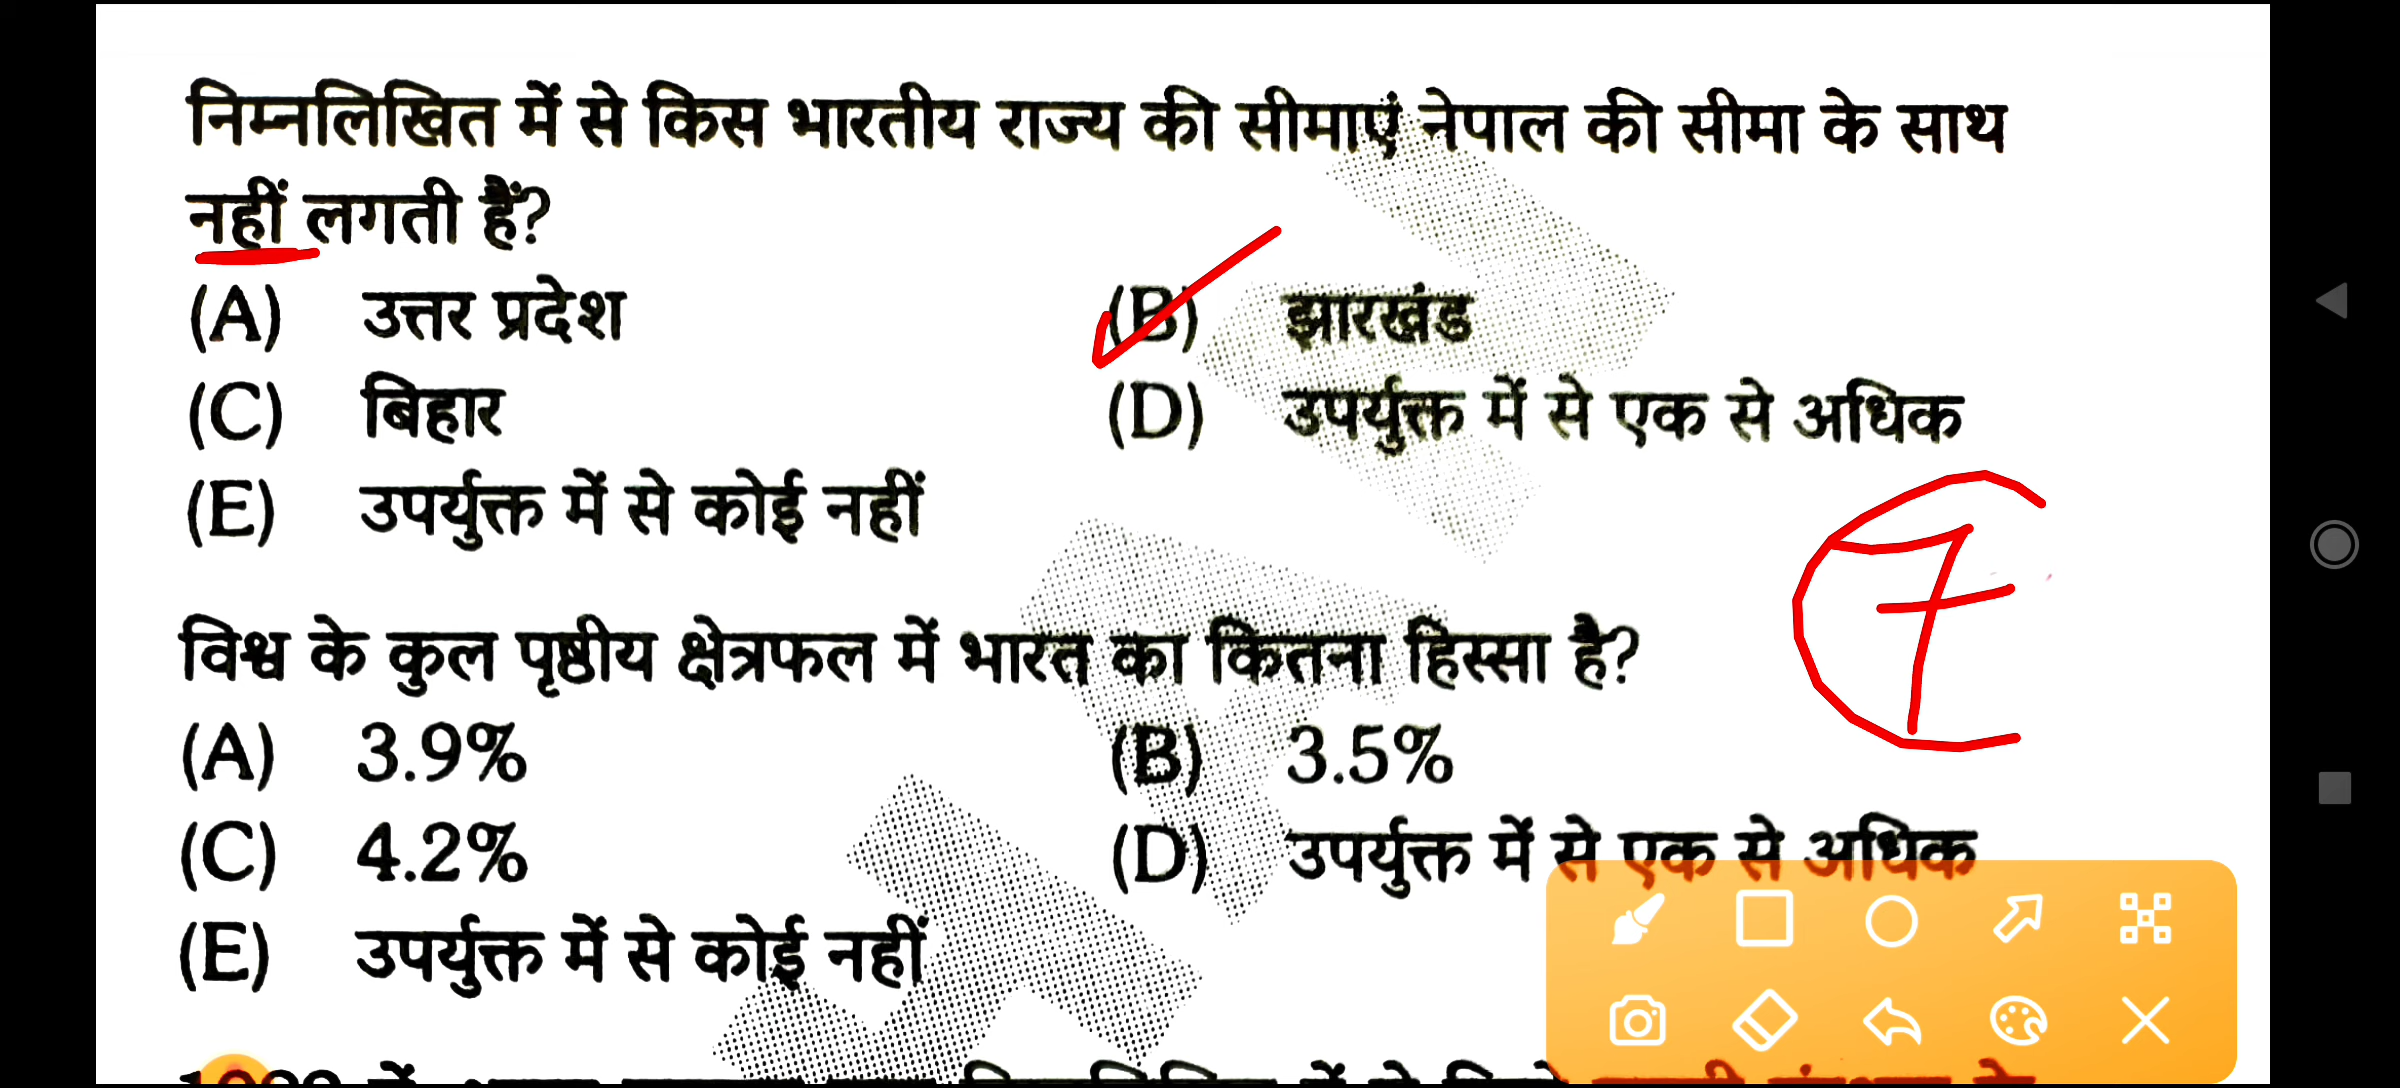 निम्नलिखित में से किस भारतीय राज्य की सीमाएं नेपाल की सीमा के साथ
नहीं लगती हैं?
(A) उत्तर प्रदेश (B) झारखंड
(C) बिहार (D) उपर्युक्त में से एक से अधिक
(E) उपर्युक्त में से कोई नहीं
7
विश्व के कुल पृष्ठीय क्षेत्रफल में भारत का कितना हिस्सा है?
(A) 3.9% (B) 3.5%
(C) 4.2% (D) उपर्युक्त में से एक से अधिक
(E) उपर्युक्त में से कोई नहीं